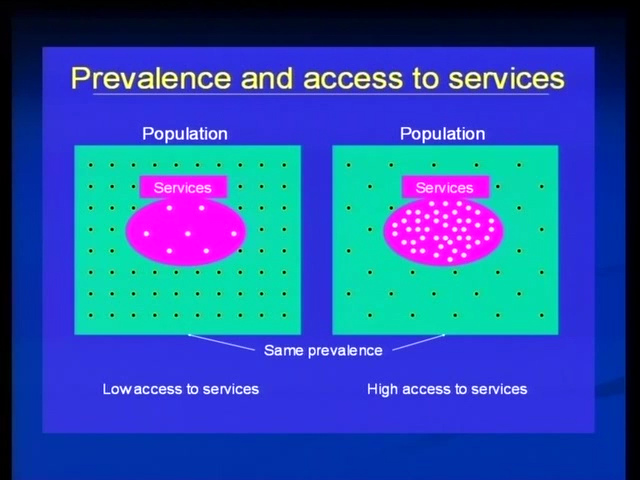 Prevalence and access to services
Population
Population
Services
Services
Same prevalence
Low access to services
High access to services